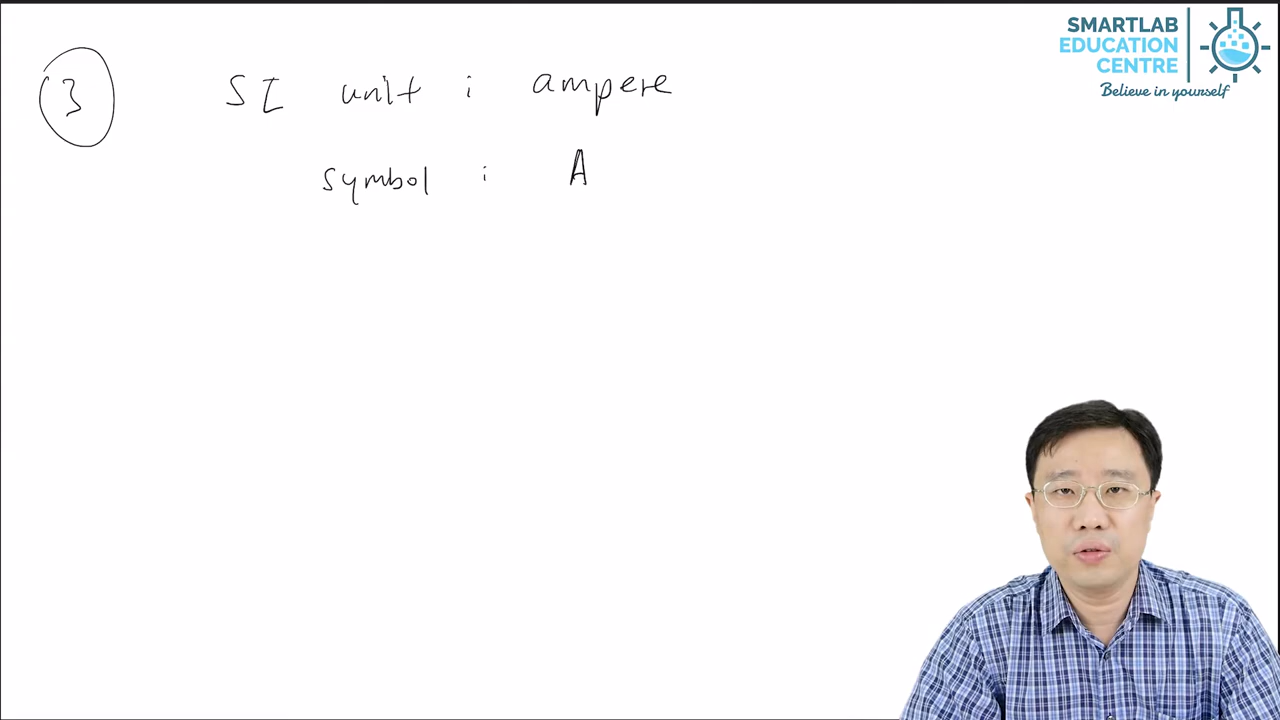 SMARTLAB
EDUCATION
CENTRE
Believe in yourself
3 SI unit : ampere
symbol : A